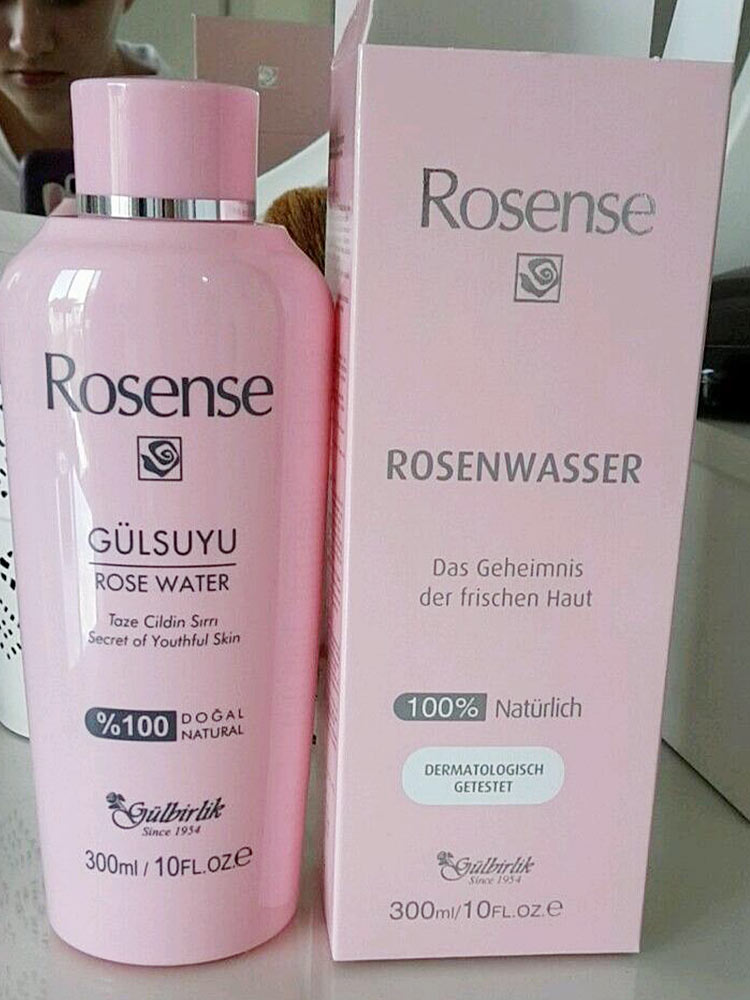 Rosense
GÜLSUYU
ROSE WATER
Taze Cildin Sırrı
Secret of Youthful Skin
%100 DOĞAL
NATURAL
Gülbirlik
Since 1954
300ml / 10FL.OZ.e
Rosense
ROSENWASSER
Das Geheimnis
der frischen Haut
100% Natürlich
DERMATOLOGISCH
GETESTET
Gülbirlik
Since 1954
300ml/10FL.OZ.e